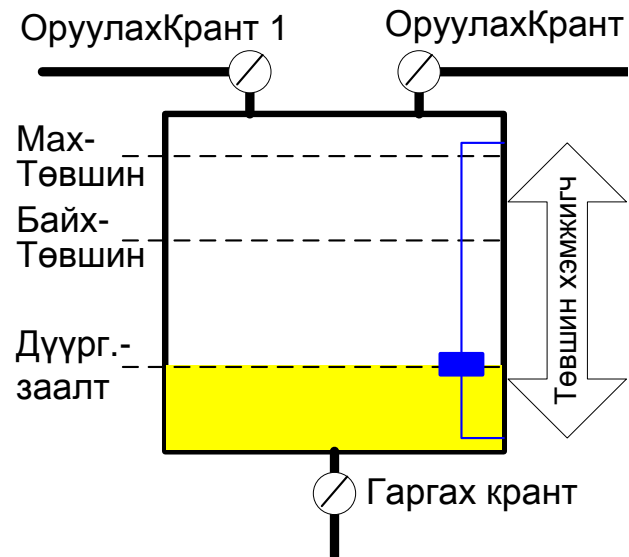 ОруулахКрант 1
ОруулахКрант
Мах-
Төвшин
Байх-
Төвшин
Дүүрг.-
заалт
Төвшин хэмжигч
Гаргах крант